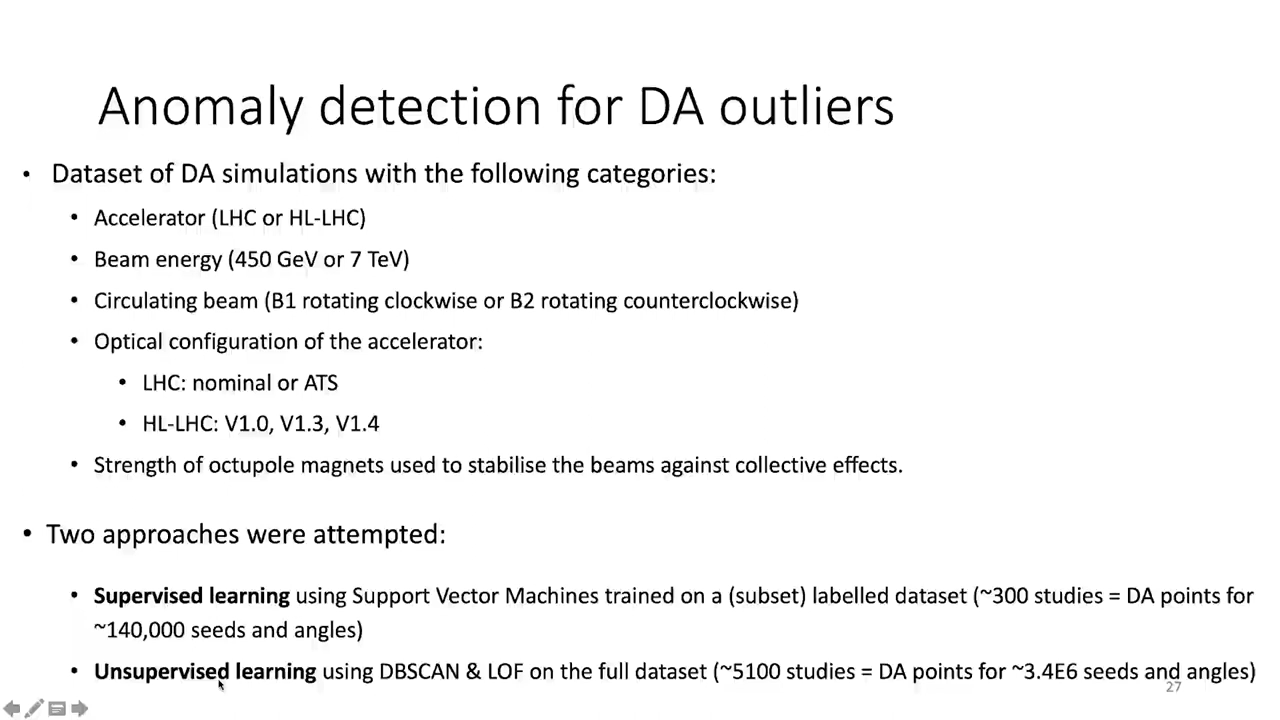 Anomaly detection for DA outliers
• Dataset of DA simulations with the following categories:
• Accelerator (LHC or HL-LHC)
• Beam energy (450 GeV or 7 TeV)
• Circulating beam (B1 rotating clockwise or B2 rotating counterclockwise)
• Optical configuration of the accelerator:
• LHC: nominal or ATS
• HL-LHC: V1.0, V1.3, V1.4
• Strength of octupole magnets used to stabilise the beams against collective effects.
• Two approaches were attempted:
• Supervised learning using Support Vector Machines trained on a (subset) labelled dataset (~300 studies = DA points for
~140,000 seeds and angles)
• Unsupervised learning using DBSCAN & LOF on the full dataset (~5100 studies = DA points for ~3.4E6 seeds and angles)
27